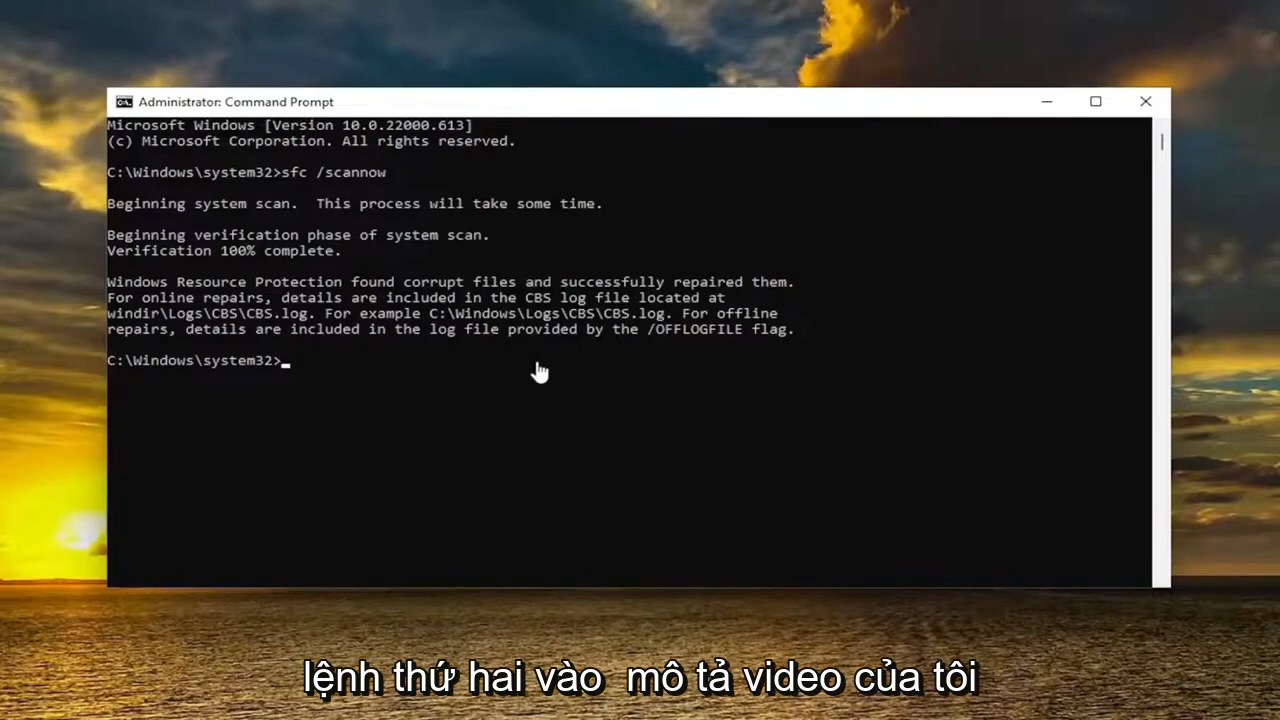 Administrator: Command Prompt
Microsoft Windows [Version 10.0.22000.613]
(c) Microsoft Corporation. All rights reserved.
C:\Windows\system32>sfc /scannow
Beginning system scan.  This process will take some time.
Beginning verification phase of system scan.
Verification 100% complete.
Windows Resource Protection found corrupt files and successfully repaired them.
For online repairs, details are included in the CBS log file located at
windir\Logs\CBS\CBS.log. For example C:\Windows\Logs\CBS\CBS.log. For offline
repairs, details are included in the log file provided by the /OFFLOGFILE flag.
C:\Windows\system32>
lệnh thứ hai vào  mô tả video của tôi